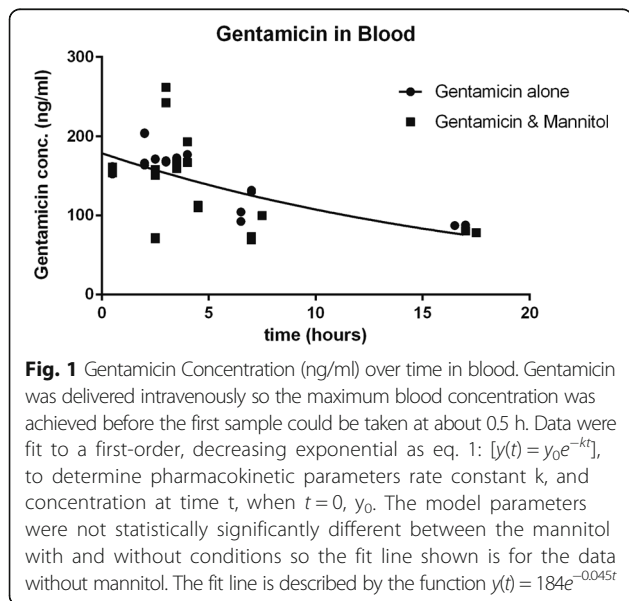 Gentamicin in Blood
300
200
100
0
Gentamicin conc. (ng/ml)
Gentamicin alone
Gentamicin & Mannitol
0 5 10 15 20
time (hours)
Fig. 1 Gentamicin Concentration (ng/ml) over time in blood. Gentamicin
was delivered intravenously so the maximum blood concentration was
achieved before the first sample could be taken at about 0.5 h. Data were
fit to a first-order, decreasing exponential as eq. 1: [y(t) = y₀e⁻ᵏᵗ],
to determine pharmacokinetic parameters rate constant k, and
concentration at time t, when t = 0, y₀. The model parameters
were not statistically significantly different between the mannitol
with and without conditions so the fit line shown is for the data
without mannitol. The fit line is described by the function y(t) = 184e⁻⁰·⁰⁴⁵ᵗ